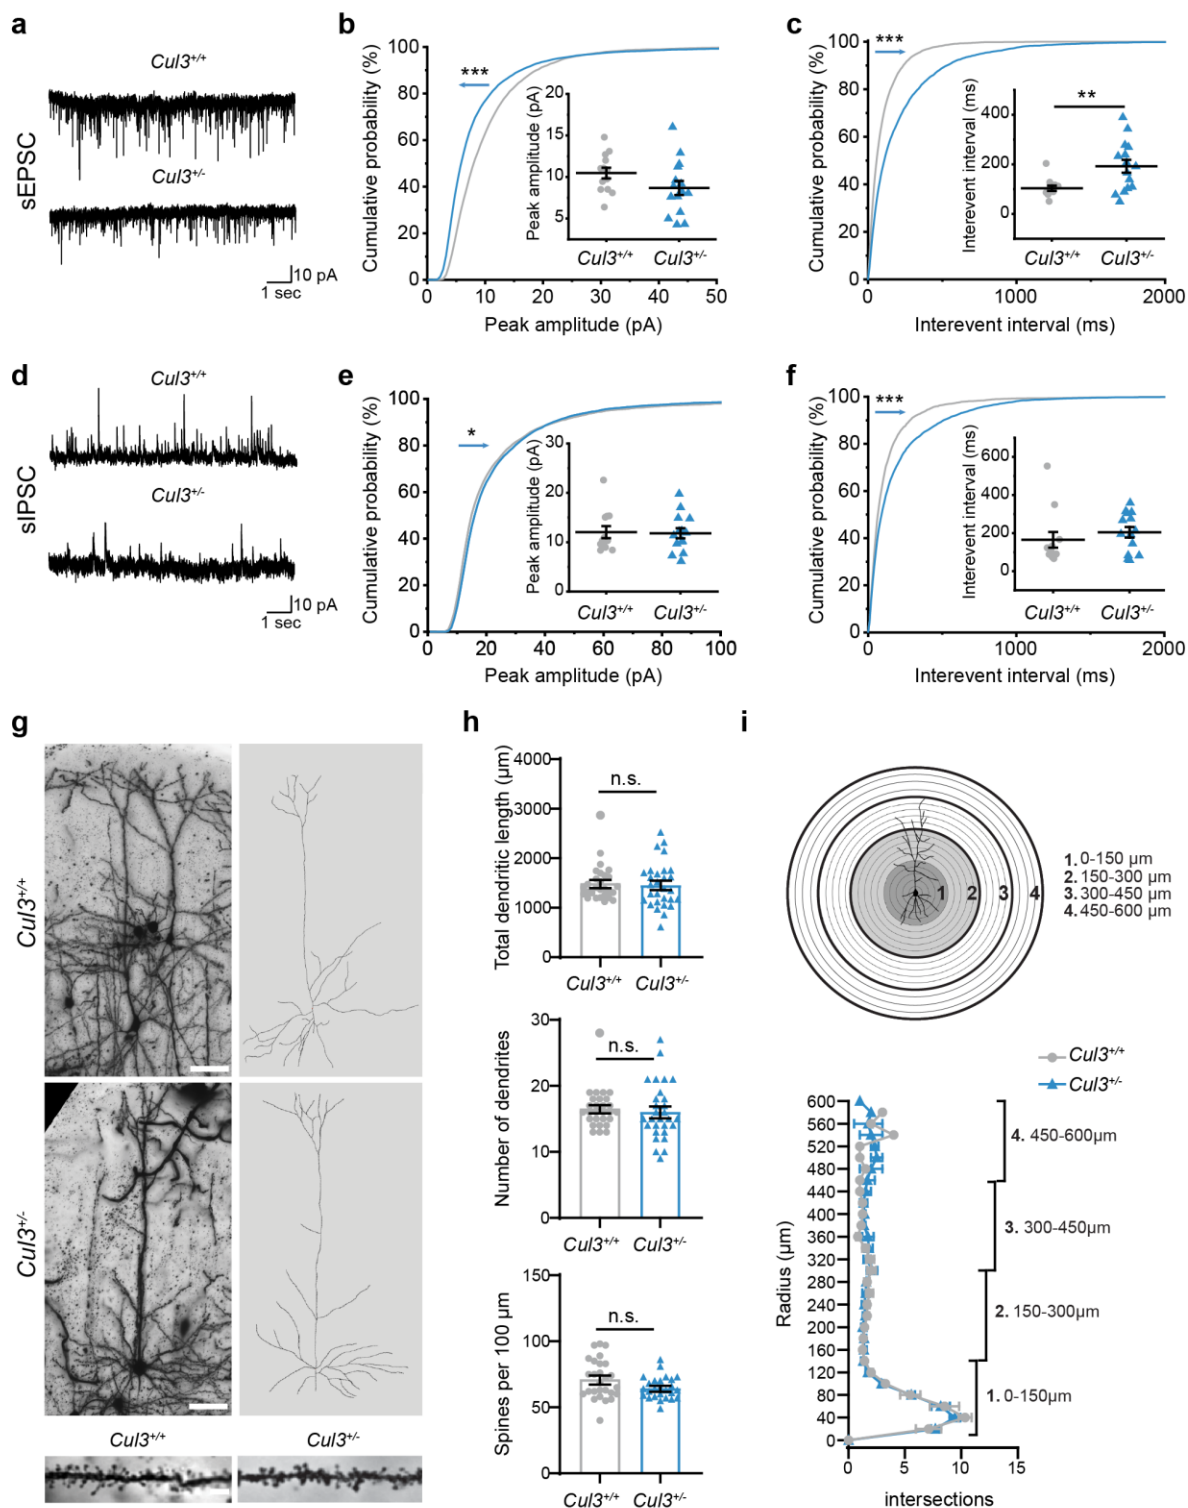 a
Cul3+/+
sEPSC
Cul3+/-
10 pA
1 sec
b
Cumulative probability (%)
100
80
60
40
20
0
***
Peak amplitude (pA)
20
15
10
5
Cul3+/+ Cul3+/-
0 10 20 30 40 50
Peak amplitude (pA)
c
Cumulative probability (%)
100
80
60
40
20
0
***
Interevent interval (ms)
400
200
0
**
Cul3+/+ Cul3+/-
0 1000 2000
Interevent interval (ms)
d
Cul3+/+
sIPSC
Cul3+/-
10 pA
1 sec
e
Cumulative probability (%)
100
80
60
40
20
0
*
Peak amplitude (pA)
30
20
10
0
Cul3+/+ Cul3+/-
0 20 40 60 80 100
Peak amplitude (pA)
f
Cumulative probability (%)
100
80
60
40
20
0
***
Interevent interval (ms)
600
400
200
0
Cul3+/+ Cul3+/-
0 1000 2000
Interevent interval (ms)
g
Cul3+/+
Cul3+/-
Cul3+/+ Cul3+/-
h
Total dendritic length (µm)
4000
3000
2000
1000
0
n.s.
Cul3+/+ Cul3+/-
Number of dendrites
30
20
10
0
n.s.
Cul3+/+ Cul3+/-
Spines per 100 µm
150
100
50
0
n.s.
Cul3+/+ Cul3+/-
i
1 2 3 4
1. 0-150 µm
2. 150-300 µm
3. 300-450 µm
4. 450-600 µm
Cul3+/+
Cul3+/-
Radius (µm)
600
560
520
480
440
400
360
320
280
240
200
160
120
80
40
0
4. 450-600µm
3. 300-450µm
2. 150-300µm
1. 0-150µm
0 5 10 15
intersections